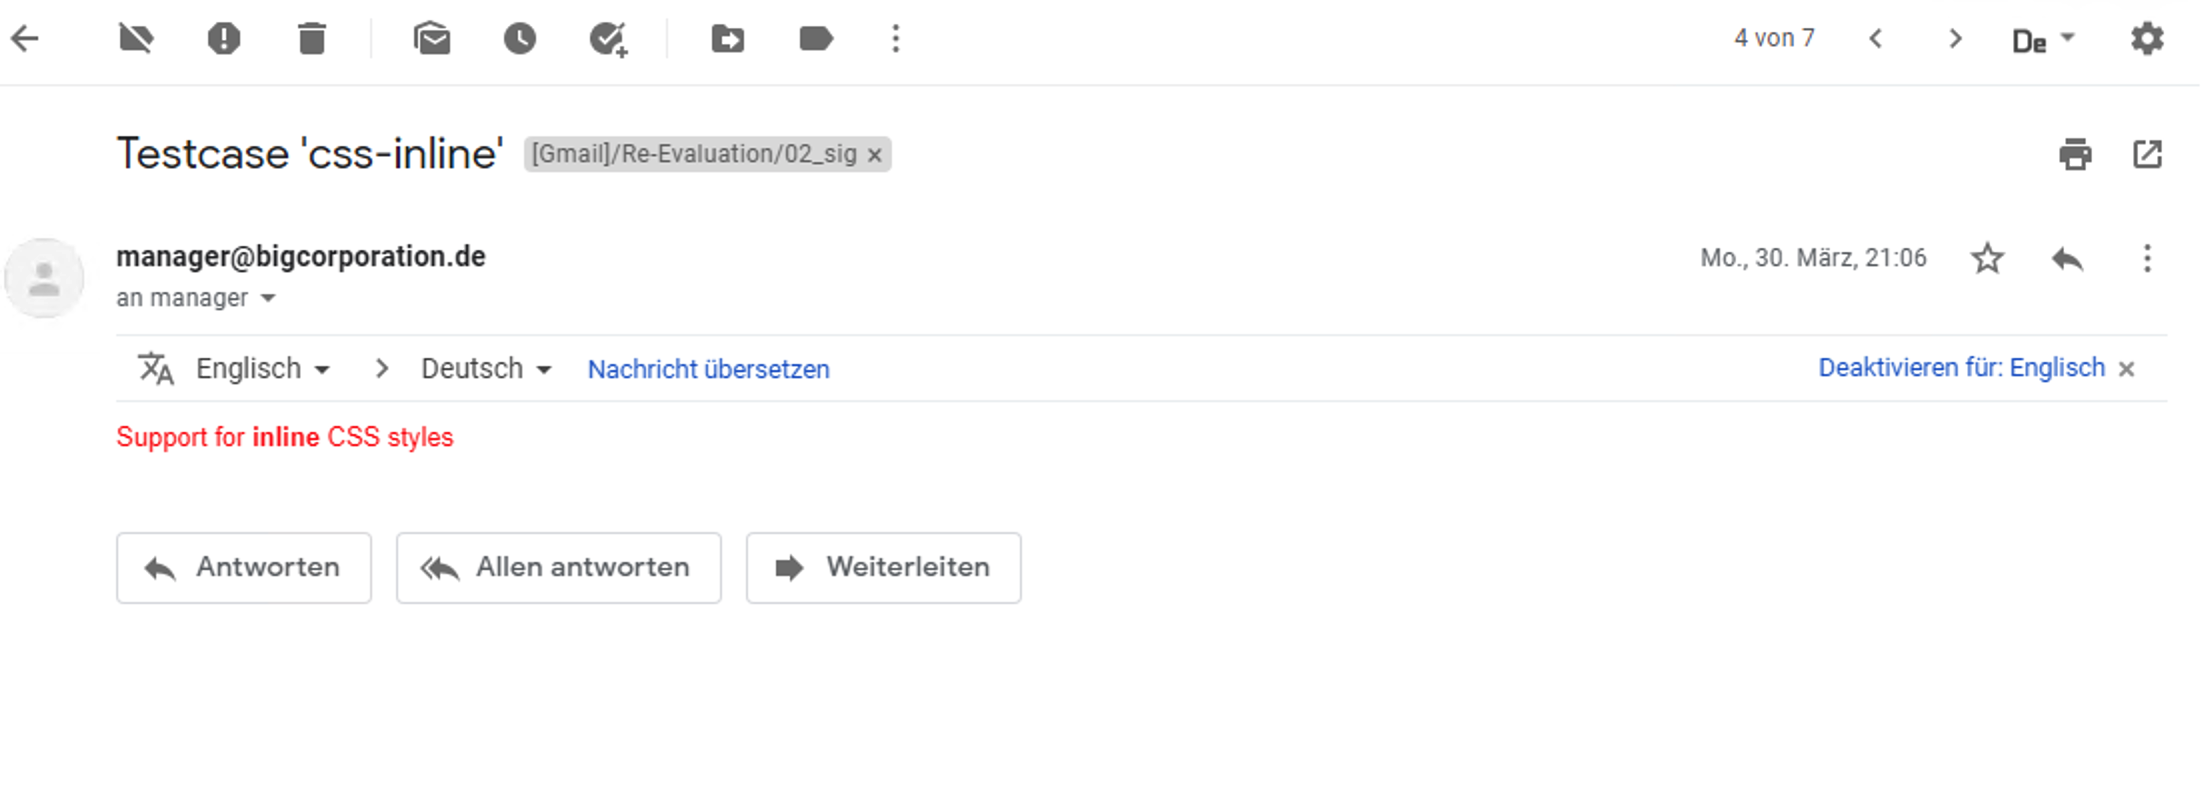 4 von 7
De
Testcase 'css-inline' [Gmail]/Re-Evaluation/02_sig ×
manager@bigcorporation.de
Mo., 30. März, 21:06
an manager
Englisch > Deutsch Nachricht übersetzen
Deaktivieren für: Englisch ×
Support for inline CSS styles
Antworten
Allen antworten
Weiterleiten